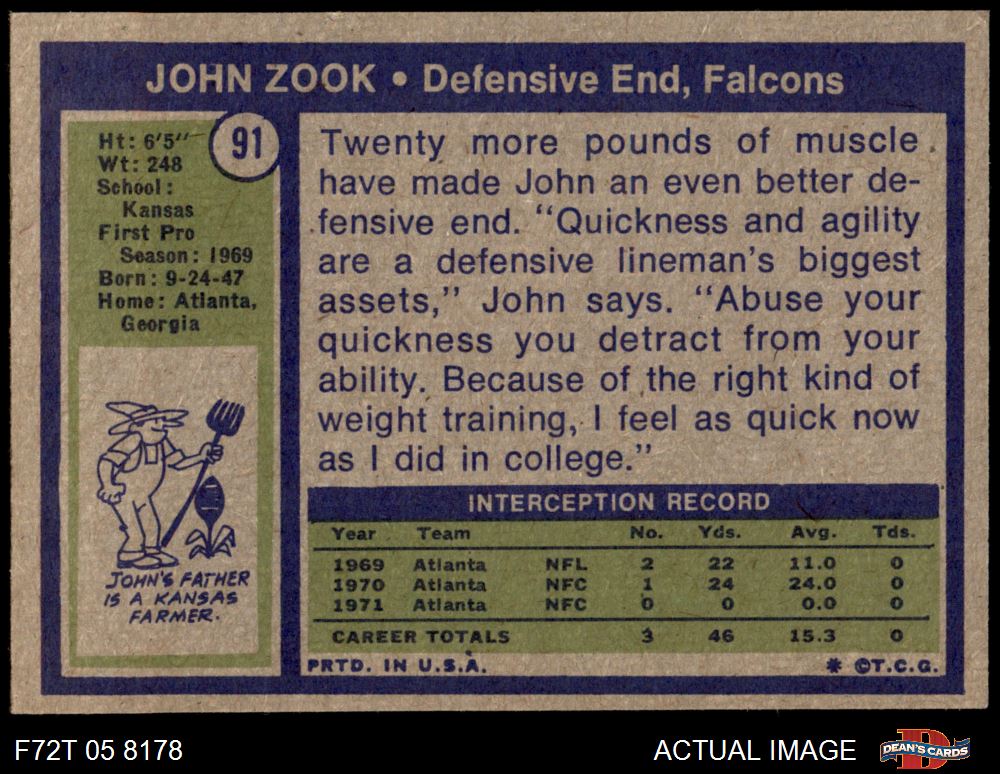 JOHN ZOOK • Defensive End, Falcons
91
Ht: 6'5"
Wt: 248
School:
Kansas
First Pro
Season: 1969
Born: 9-24-47
Home: Atlanta,
Georgia
JOHN'S FATHER
IS A KANSAS
FARMER.
Twenty more pounds of muscle
have made John an even better de-
fensive end. "Quickness and agility
are a defensive lineman's biggest
assets," John says. "Abuse your
quickness you detract from your
ability. Because of the right kind of
weight training, I feel as quick now
as I did in college."
INTERCEPTION RECORD
Year Team No. Yds. Avg. Tds.
1969 Atlanta NFL 2 22 11.0 0
1970 Atlanta NFC 1 24 24.0 0
1971 Atlanta NFC 0 0 0.0 0
CAREER TOTALS 3 46 15.3 0
PRTD. IN U.S.A. * ©T.C.G.
F72T 05 8178 ACTUAL IMAGE DEAN'S CARDS